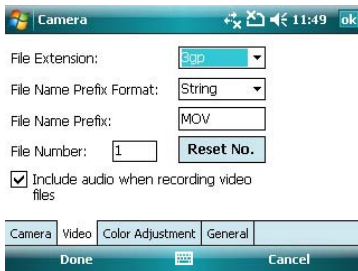 Camera 11:49 ok
File Extension: 3gp
File Name Prefix Format: String
File Name Prefix: MOV
File Number: 1 Reset No.
Include audio when recording video
files
Camera Video Color Adjustment General
Done Cancel